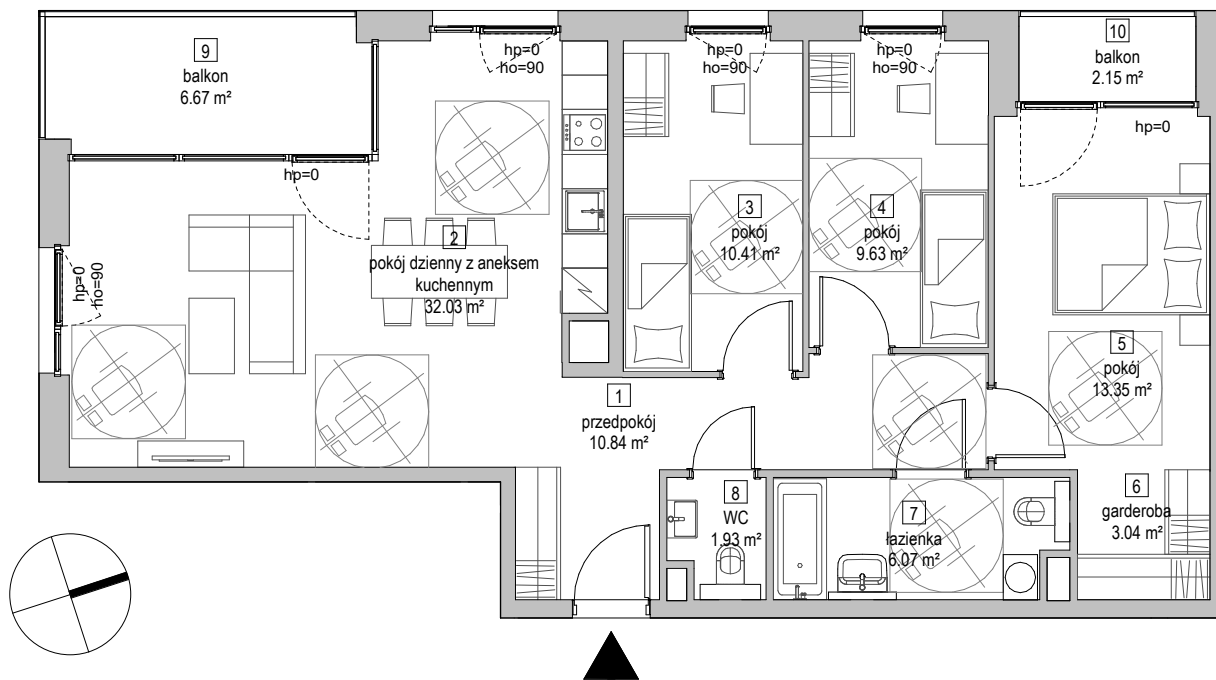 9
balkon
6.67 m²
hp=0
ho=90
hp=0
ho=90
hp=0
ho=90
10
balkon
2.15 m²
hp=0
hp=0
hp=0
ho=90
2
pokój dzienny z aneksem
kuchennym
32.03 m²
3
pokój
10.41 m²
4
pokój
9.63 m²
5
pokój
13.35 m²
1
przedpokój
10.84 m²
8
WC
1.93 m²
7
łazienka
6.07 m²
6
garderoba
3.04 m²